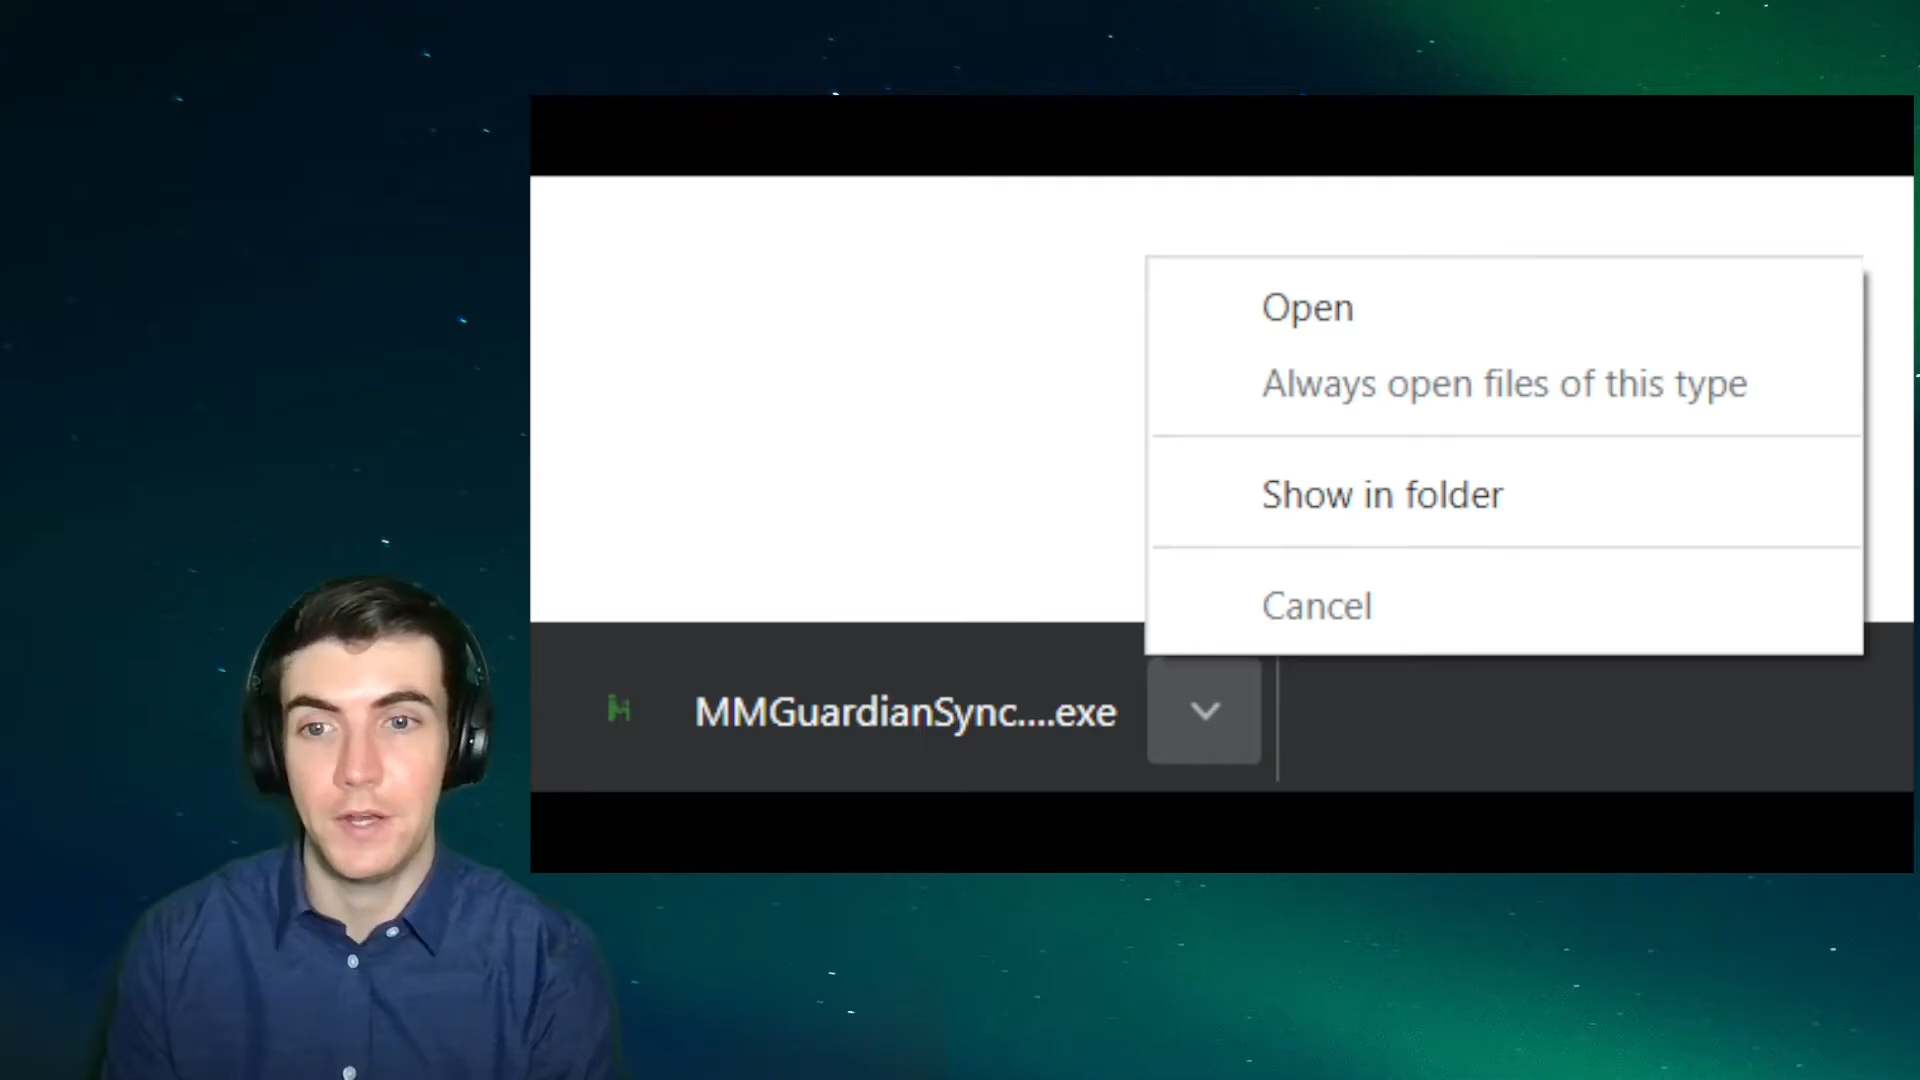 Open
Always open files of this type
Show in folder
Cancel
MMGuardianSync....exe